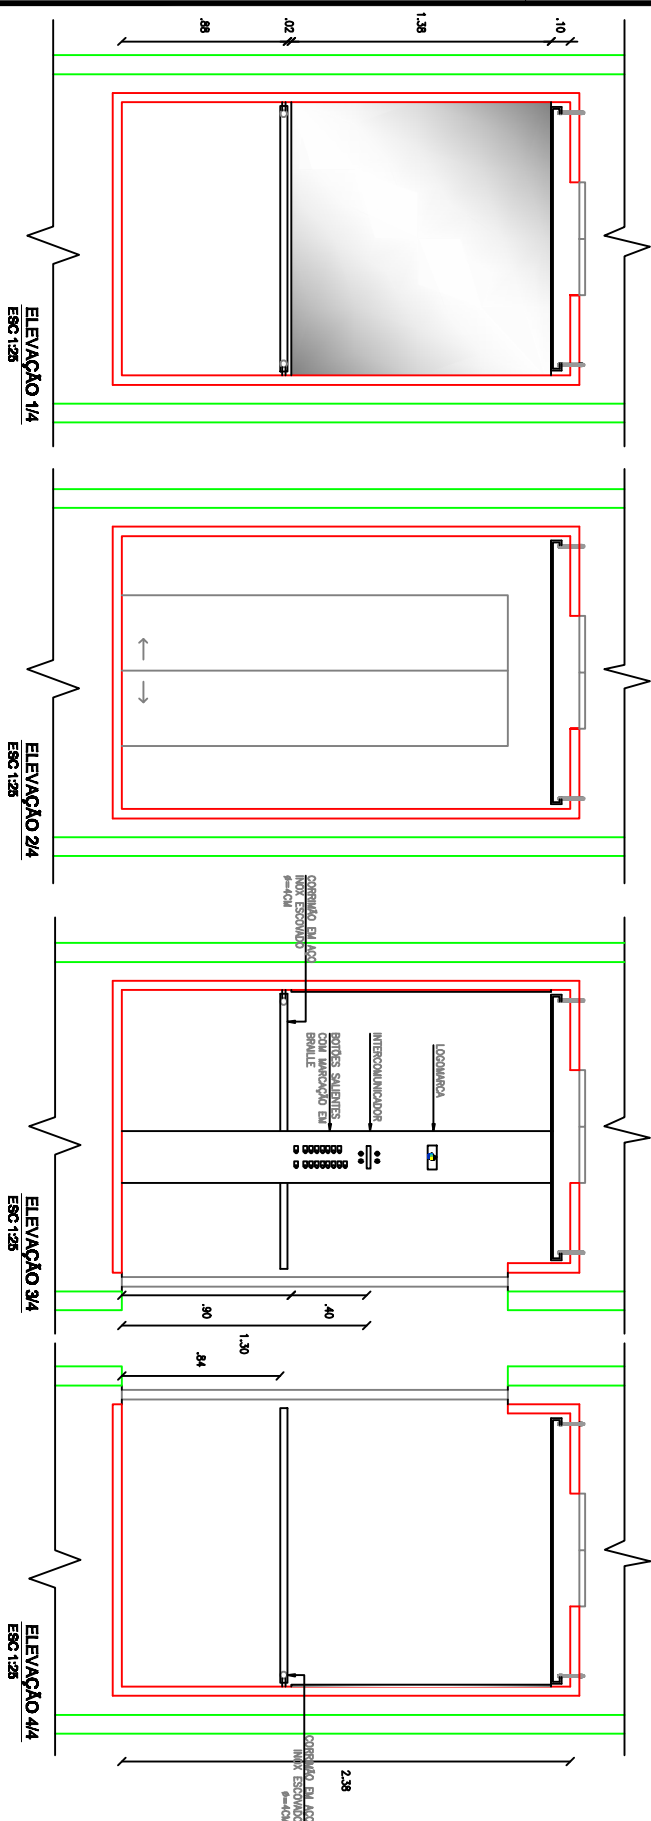 .88
.02
1.38
.10
ELEVAÇÃO 1/4
ESC 1:25
ELEVAÇÃO 2/4
ESC 1:25
CORRIMÃO EM AÇO
INOX ESCOVADO
ø=4CM
LOGOMARCA
INTERCOMUNICADOR
BOTÕES SALIENTES
COM MARCAÇÃO EM
BRAILLE
.90
.40
1.30
ELEVAÇÃO 3/4
ESC 1:25
.84
2.38
CORRIMÃO EM AÇO
INOX ESCOVADO
ø=4CM
ELEVAÇÃO 4/4
ESC 1:25